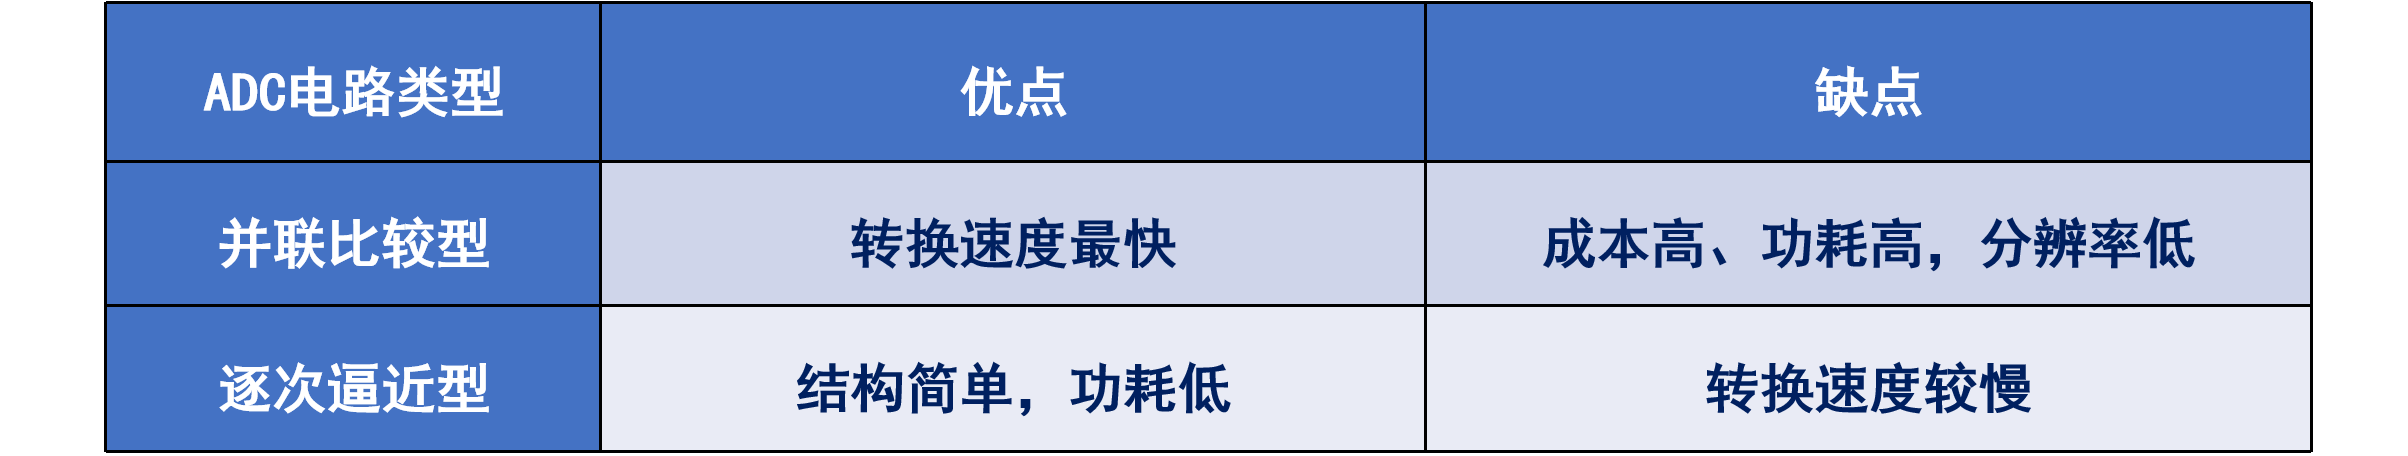 ADC电路类型 优点 缺点
并联比较型 转换速度最快 成本高、功耗高，分辨率低
逐次逼近型 结构简单，功耗低 转换速度较慢